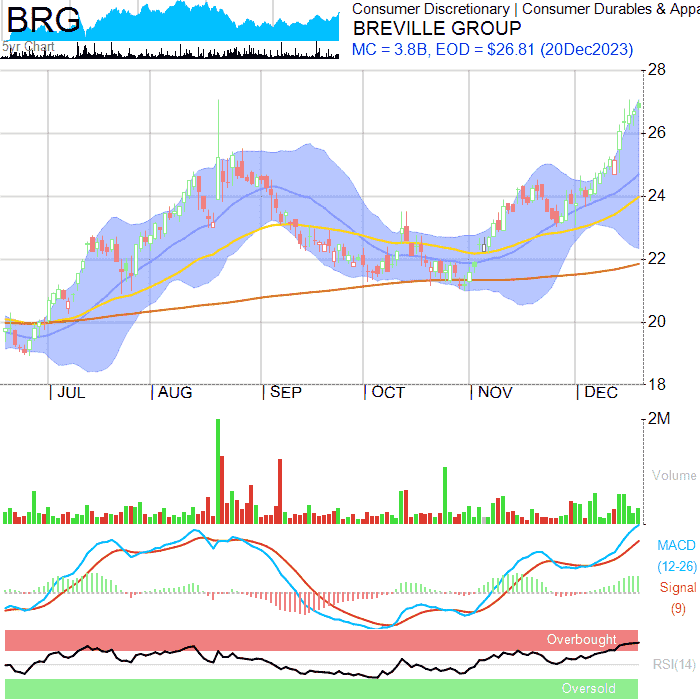 BRG
5yr Chart
Consumer Discretionary | Consumer Durables & Appa
BREVILLE GROUP
MC = 3.8B, EOD = $26.81 (20Dec2023)
28
26
24
22
20
18
JUL AUG SEP OCT NOV DEC
2M
Volume
MACD
(12-26)
Signal
(9)
Overbought
RSI(14)
Oversold